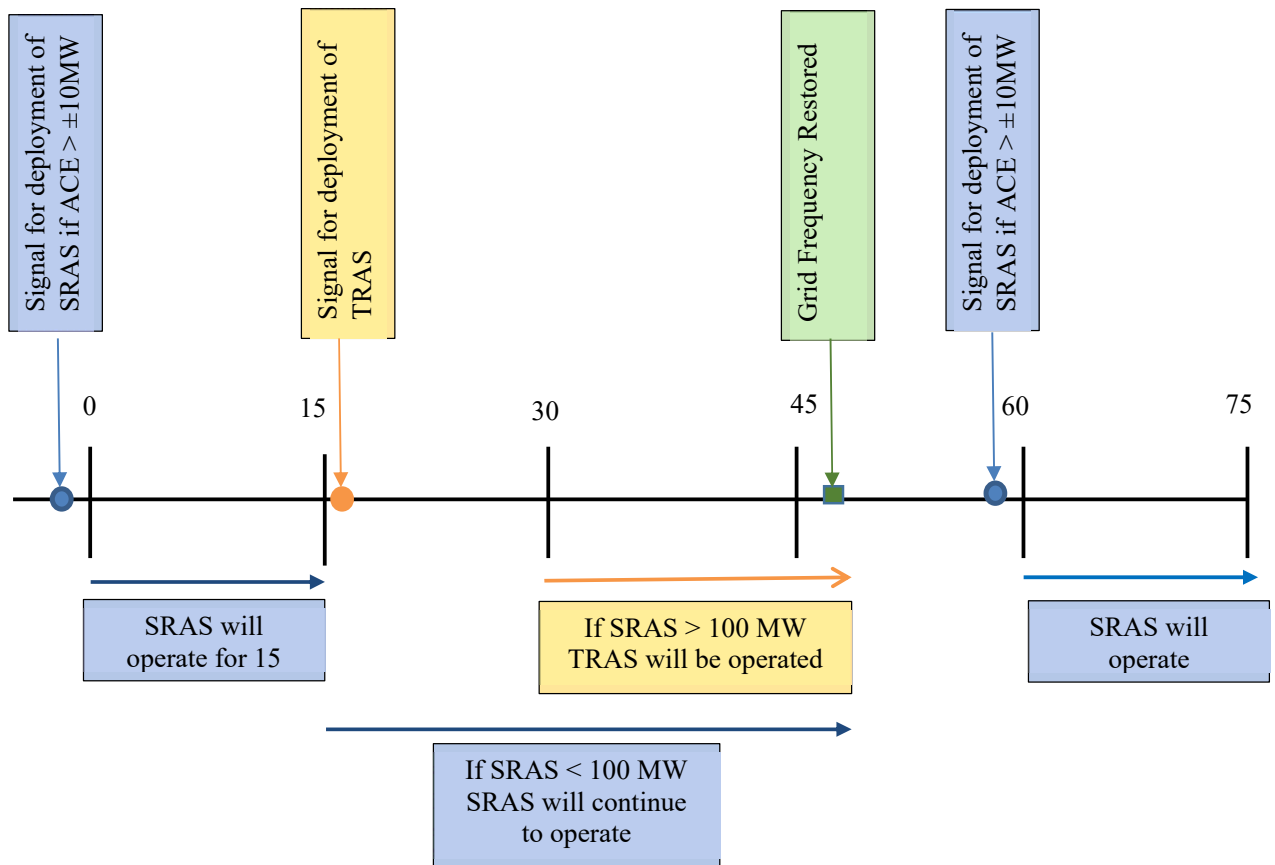 Signal for deployment of
SRAS if ACE > ±10MW
Signal for deployment of
TRAS
Grid Frequency Restored
Signal for deployment of
SRAS if ACE > ±10MW
0
15
30
45
60
75
SRAS will
operate for 15
If SRAS > 100 MW
TRAS will be operated
SRAS will
operate
If SRAS < 100 MW
SRAS will continue
to operate